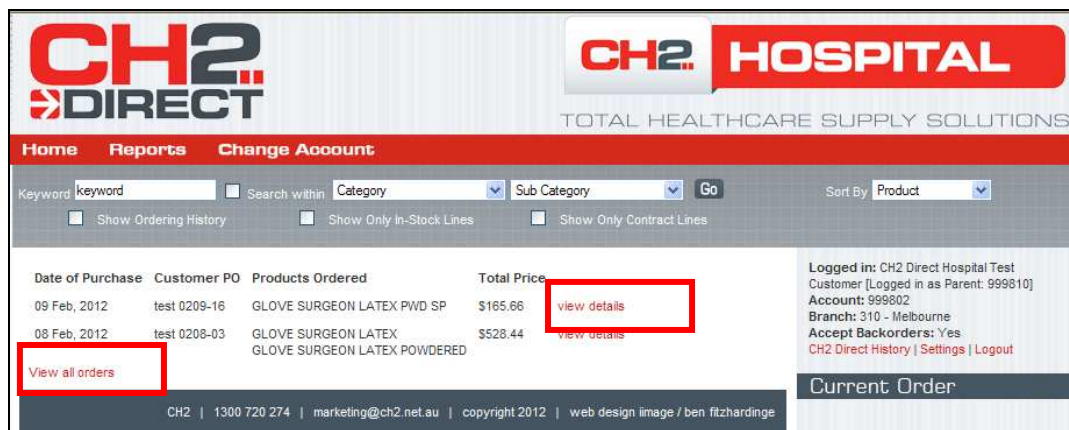 CH2..
DIRECT
CH2.. HOSPITAL
TOTAL HEALTHCARE SUPPLY SOLUTIONS
Home Reports Change Account
Keyword keyword Search within Category Sub Category Go Sort By Product
Show Ordering History Show Only In-Stock Lines Show Only Contract Lines
Date of Purchase Customer PO Products Ordered Total Price
09 Feb, 2012 test 0209-16 GLOVE SURGEON LATEX PWD SP $165.66 view details
08 Feb, 2012 test 0208-03 GLOVE SURGEON LATEX $528.44 view details
GLOVE SURGEON LATEX POWDERED
View all orders
Logged in: CH2 Direct Hospital Test
Customer [Logged in as Parent: 999810]
Account: 999802
Branch: 310 - Melbourne
Accept Backorders: Yes
CH2 Direct History | Settings | Logout
Current Order
CH2 | 1300 720 274 | marketing@ch2.net.au | copyright 2012 | web design iimage / ben fitzhardinge